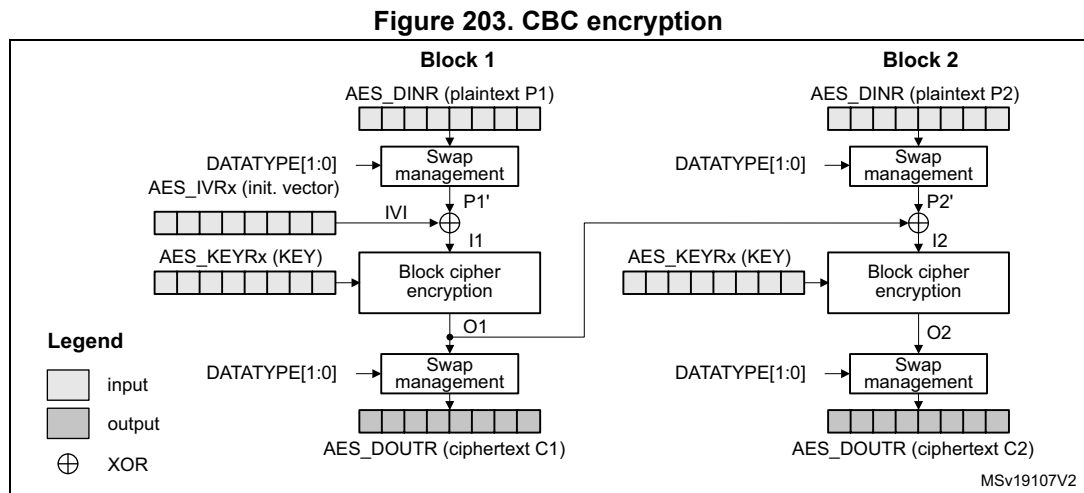 Figure 203. CBC encryption
Block 1
Block 2
AES_DINR (plaintext P1)
AES_DINR (plaintext P2)
DATATYPE[1:0]
Swap
management
DATATYPE[1:0]
Swap
management
AES_IVRx (init. vector)
P1'
P2'
IVI
I1
I2
AES_KEYRx (KEY)
Block cipher
encryption
AES_KEYRx (KEY)
Block cipher
encryption
O1
O2
Legend
input
output
XOR
DATATYPE[1:0]
Swap
management
DATATYPE[1:0]
Swap
management
AES_DOUTR (ciphertext C1)
AES_DOUTR (ciphertext C2)
MSv19107V2